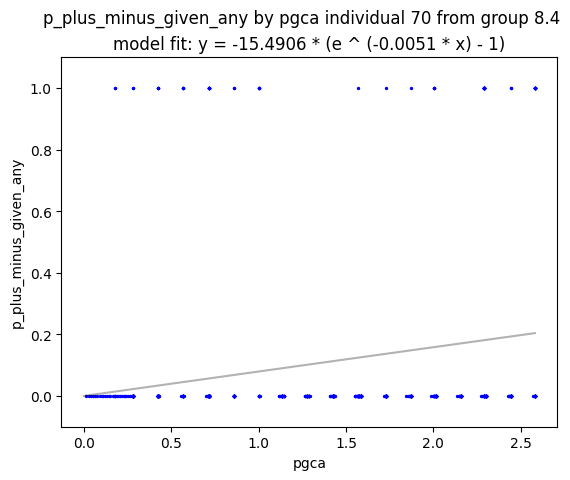 p_plus_minus_given_any by pgca individual 70 from group 8.4
model fit: y = -15.4906 * (e ^ (-0.0051 * x) - 1)
1.0
0.8
0.6
0.4
0.2
0.0
p_plus_minus_given_any
0.0 0.5 1.0 1.5 2.0 2.5
pgca